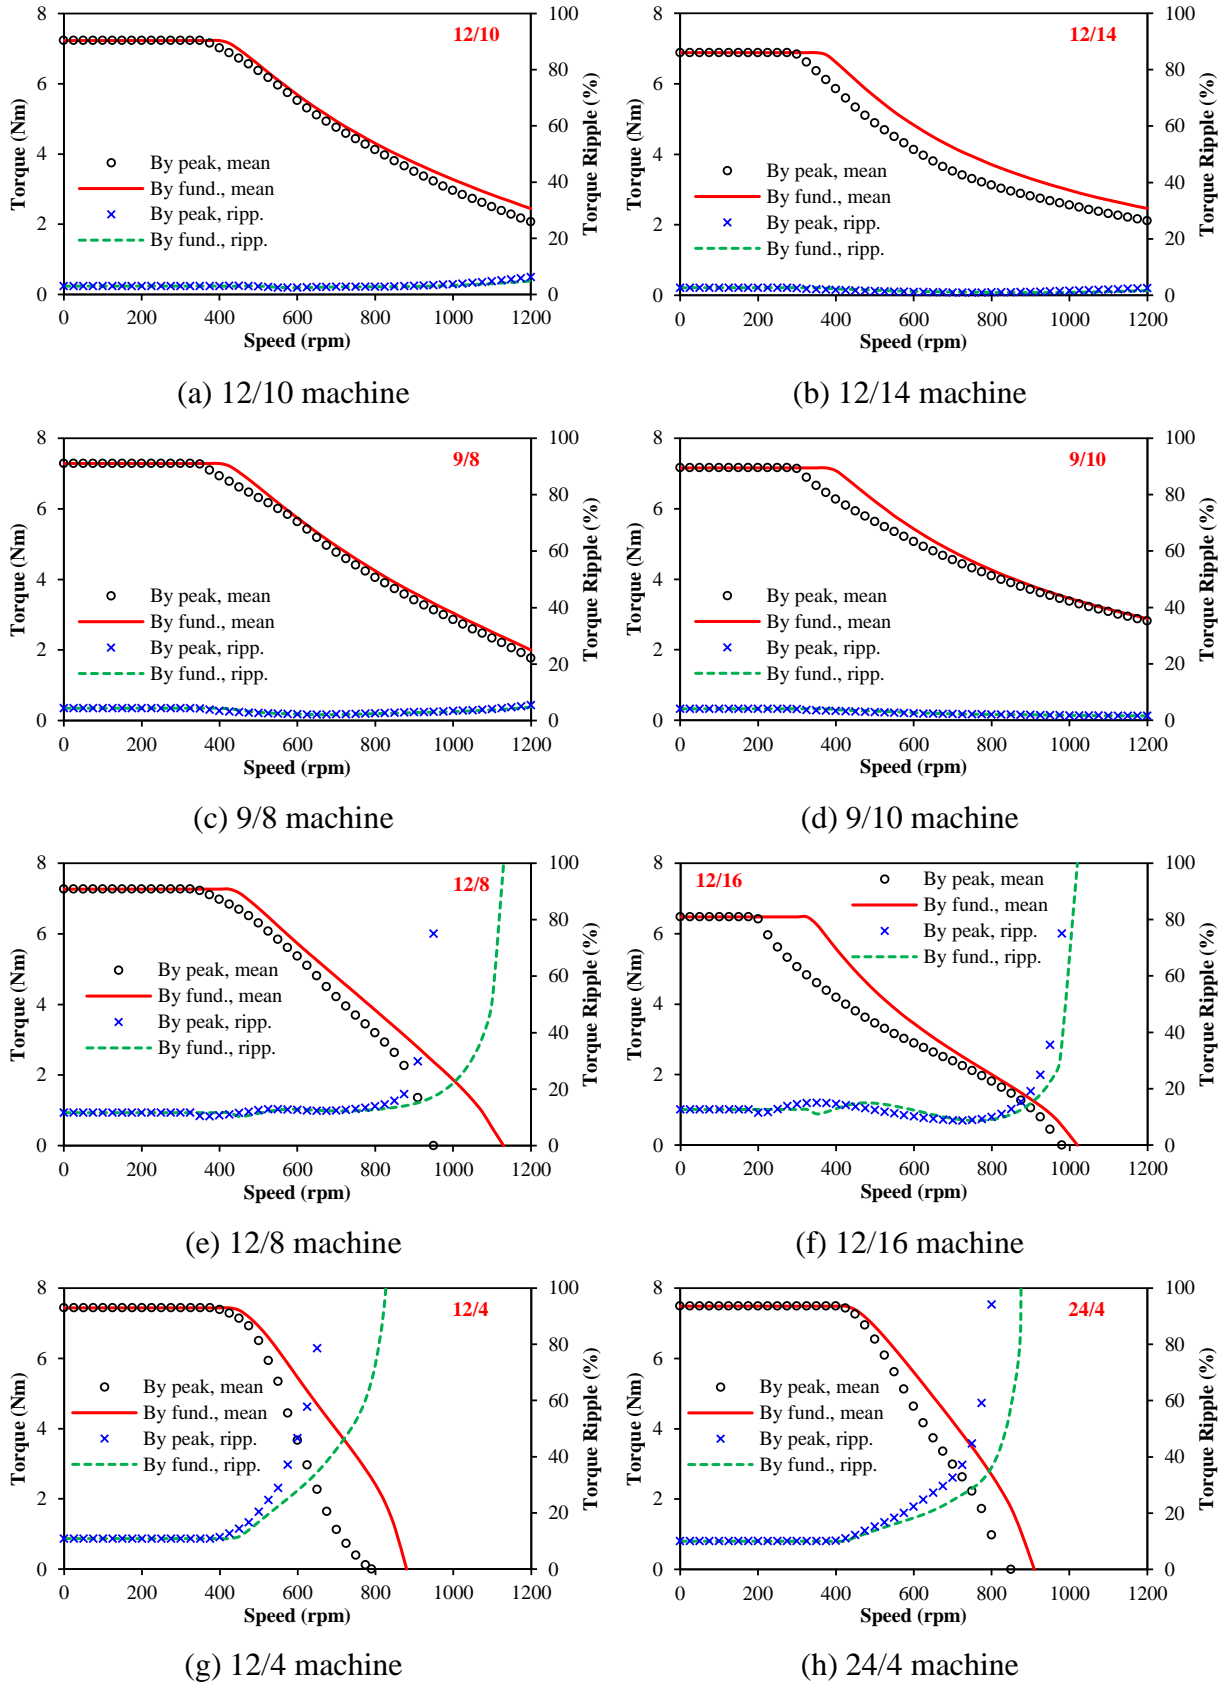 12/10
Torque (Nm)
Torque Ripple (%)
8
6
4
2
0
100
80
60
40
20
0
By peak, mean
By fund., mean
By peak, ripp.
By fund., ripp.
0 200 400 600 800 1000 1200
Speed (rpm)
(a) 12/10 machine
12/14
Torque (Nm)
Torque Ripple (%)
8
6
4
2
0
100
80
60
40
20
0
By peak, mean
By fund., mean
By peak, ripp.
By fund., ripp.
0 200 400 600 800 1000 1200
Speed (rpm)
(b) 12/14 machine
9/8
Torque (Nm)
Torque Ripple (%)
8
6
4
2
0
100
80
60
40
20
0
By peak, mean
By fund., mean
By peak, ripp.
By fund., ripp.
0 200 400 600 800 1000 1200
Speed (rpm)
(c) 9/8 machine
9/10
Torque (Nm)
Torque Ripple (%)
8
6
4
2
0
100
80
60
40
20
0
By peak, mean
By fund., mean
By peak, ripp.
By fund., ripp.
0 200 400 600 800 1000 1200
Speed (rpm)
(d) 9/10 machine
12/8
Torque (Nm)
Torque Ripple (%)
8
6
4
2
0
100
80
60
40
20
0
By peak, mean
By fund., mean
By peak, ripp.
By fund., ripp.
0 200 400 600 800 1000 1200
Speed (rpm)
(e) 12/8 machine
12/16
Torque (Nm)
Torque Ripple (%)
8
6
4
2
0
100
80
60
40
20
0
By peak, mean
By fund., mean
By peak, ripp.
By fund., ripp.
0 200 400 600 800 1000 1200
Speed (rpm)
(f) 12/16 machine
12/4
Torque (Nm)
Torque Ripple (%)
8
6
4
2
0
100
80
60
40
20
0
By peak, mean
By fund., mean
By peak, ripp.
By fund., ripp.
0 200 400 600 800 1000 1200
Speed (rpm)
(g) 12/4 machine
24/4
Torque (Nm)
Torque Ripple (%)
8
6
4
2
0
100
80
60
40
20
0
By peak, mean
By fund., mean
By peak, ripp.
By fund., ripp.
0 200 400 600 800 1000 1200
Speed (rpm)
(h) 24/4 machine